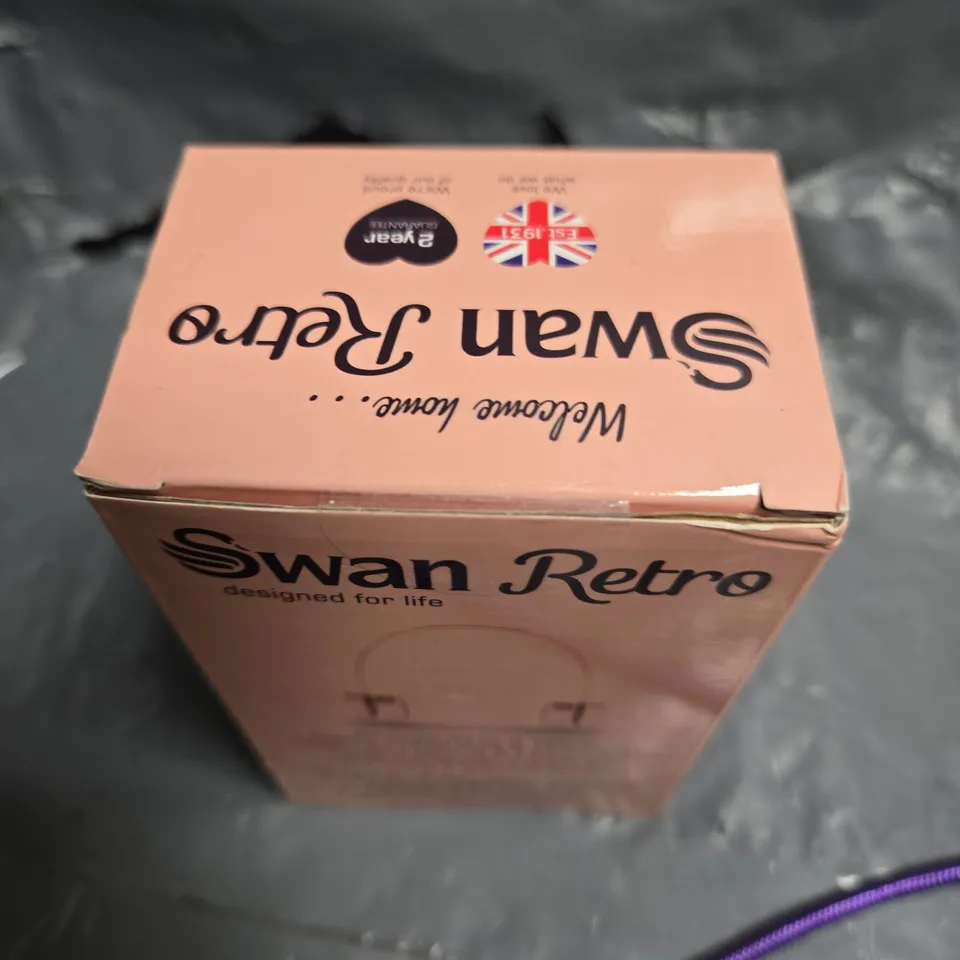 Welcome home...
Swan Retro
2 year
GUARANTEE
Est.1931
We're proud
of our quality
We love
what we do
Swan Retro
designed for life